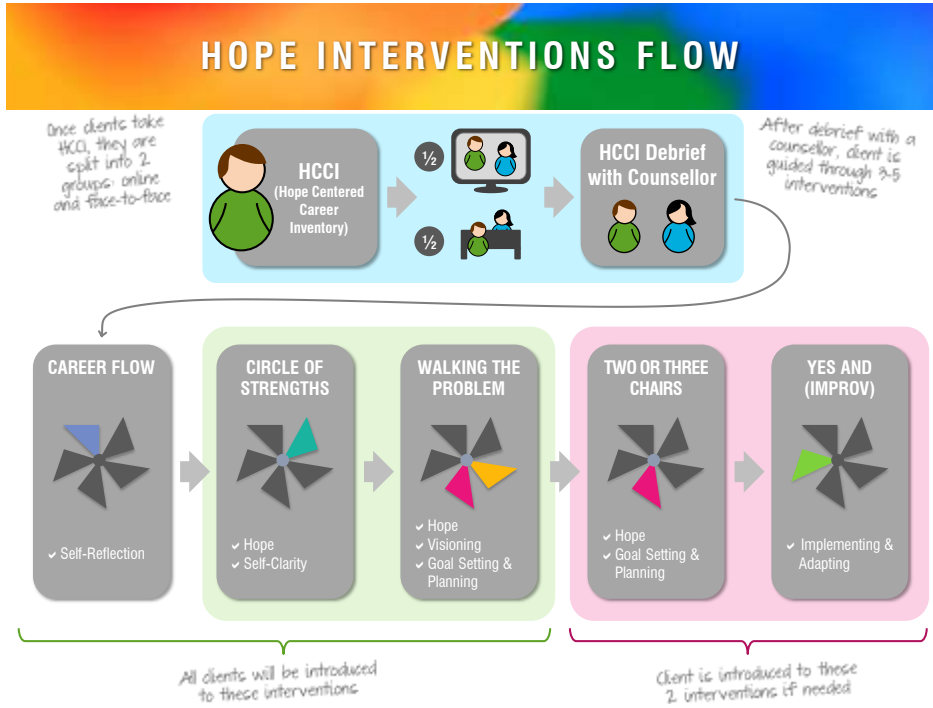 HOPE INTERVENTIONS FLOW
Once clients take
HCCI, they are
split into 2
groups: online
and face-to-face
HCCI
(Hope Centered
Career
Inventory)
½
½
HCCI Debrief
with Counsellor
After debrief with a
counsellor, client is
guided through 3-5
interventions
CAREER FLOW
✓ Self-Reflection
CIRCLE OF
STRENGTHS
✓ Hope
✓ Self-Clarity
WALKING THE
PROBLEM
✓ Hope
✓ Visioning
✓ Goal Setting &
Planning
TWO OR THREE
CHAIRS
✓ Hope
✓ Goal Setting &
Planning
YES AND
(IMPROV)
✓ Implementing &
Adapting
All clients will be introduced
to these interventions
Client is introduced to these
2 interventions if needed